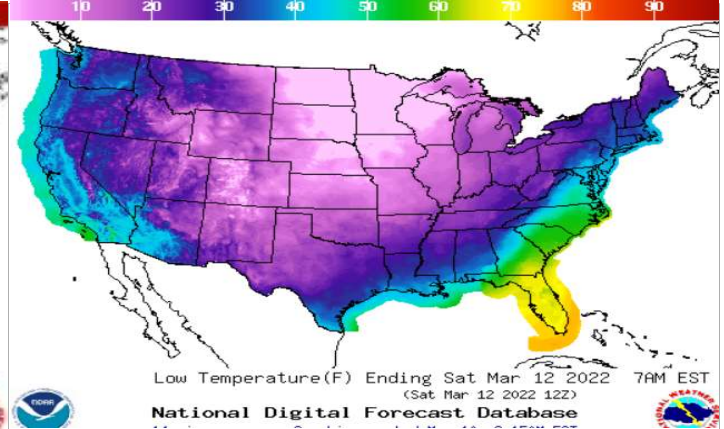 10 20 30 40 50 60 70 80 90
Low Temperature(F) Ending Sat Mar 12 2022 7AM EST
(Sat Mar 12 2022 12Z)
National Digital Forecast Database
NOAA